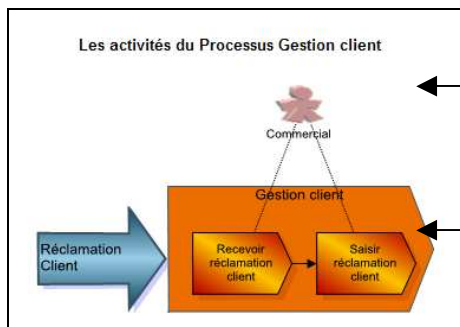 Les activités du Processus Gestion client
Commercial
Gestion client
Réclamation
Client
Recevoir
réclamation
client
Saisir
réclamation
client